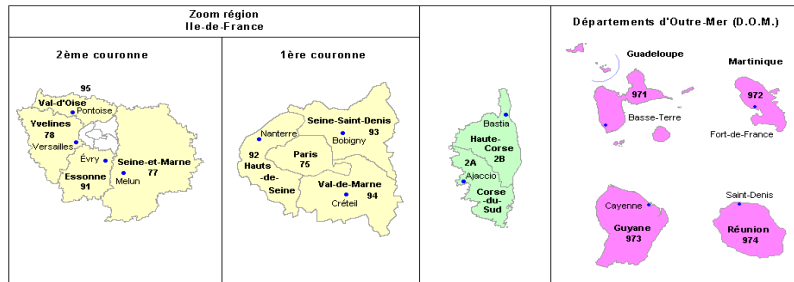 Zoom région
Ile-de-France
2ème couronne
95
Val-d'Oise
Pontoise
Yvelines
78
Versailles
Évry
Seine-et-Marne
77
Essonne
91
Melun
1ère couronne
Seine-Saint-Denis
93
Nanterre
Bobigny
92
Hauts
-de-
Seine
Paris
75
Val-de-Marne
94
Créteil
Bastia
Haute-
Corse
2B
2A
Ajaccio
Corse
-du-
Sud
Départements d'Outre-Mer (D.O.M.)
Guadeloupe
971
Basse-Terre
Martinique
972
Fort-de-France
Cayenne
Guyane
973
Saint-Denis
Réunion
974